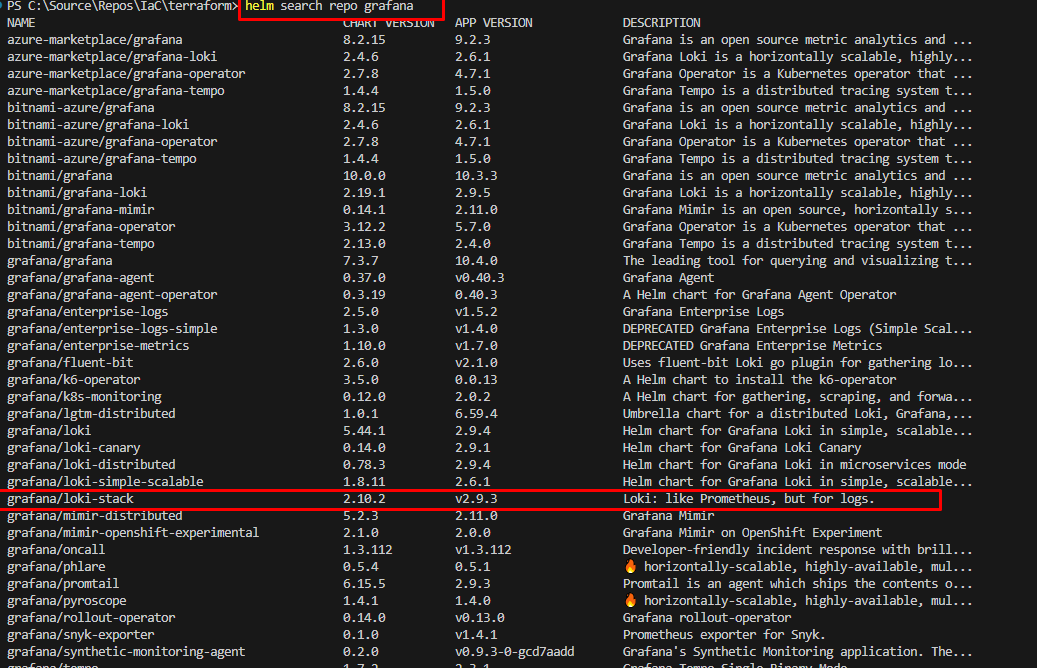 PS C:\Source\Repos\IaC\terraform> helm search repo grafana
NAME CHART VERSION APP VERSION DESCRIPTION
azure-marketplace/grafana 8.2.15 9.2.3 Grafana is an open source metric analytics and ...
azure-marketplace/grafana-loki 2.4.6 2.6.1 Grafana Loki is a horizontally scalable, highly...
azure-marketplace/grafana-operator 2.7.8 4.7.1 Grafana Operator is a Kubernetes operator that ...
azure-marketplace/grafana-tempo 1.4.4 1.5.0 Grafana Tempo is a distributed tracing system t...
bitnami-azure/grafana 8.2.15 9.2.3 Grafana is an open source metric analytics and ...
bitnami-azure/grafana-loki 2.4.6 2.6.1 Grafana Loki is a horizontally scalable, highly...
bitnami-azure/grafana-operator 2.7.8 4.7.1 Grafana Operator is a Kubernetes operator that ...
bitnami-azure/grafana-tempo 1.4.4 1.5.0 Grafana Tempo is a distributed tracing system t...
bitnami/grafana 10.0.0 10.3.3 Grafana is an open source metric analytics and ...
bitnami/grafana-loki 2.19.1 2.9.5 Grafana Loki is a horizontally scalable, highly...
bitnami/grafana-mimir 0.14.1 2.11.0 Grafana Mimir is an open source, horizontally s...
bitnami/grafana-operator 3.12.2 5.7.0 Grafana Operator is a Kubernetes operator that ...
bitnami/grafana-tempo 2.13.0 2.4.0 Grafana Tempo is a distributed tracing system t...
grafana/grafana 7.3.7 10.4.0 The leading tool for querying and visualizing t...
grafana/grafana-agent 0.37.0 v0.40.3 Grafana Agent
grafana/grafana-agent-operator 0.3.19 0.40.3 A Helm chart for Grafana Agent Operator
grafana/enterprise-logs 2.5.0 v1.5.2 Grafana Enterprise Logs
grafana/enterprise-logs-simple 1.3.0 v1.4.0 DEPRECATED Grafana Enterprise Logs (Simple Scal...
grafana/enterprise-metrics 1.10.0 v1.7.0 DEPRECATED Grafana Enterprise Metrics
grafana/fluent-bit 2.6.0 v2.1.0 Uses fluent-bit Loki go plugin for gathering lo...
grafana/k6-operator 3.5.0 0.0.13 A Helm chart to install the k6-operator
grafana/k8s-monitoring 0.12.0 2.0.2 A Helm chart for gathering, scraping, and forwa...
grafana/lgtm-distributed 1.0.1 6.59.4 Umbrella chart for a distributed Loki, Grafana,...
grafana/loki 5.44.1 2.9.4 Helm chart for Grafana Loki in simple, scalable...
grafana/loki-canary 0.14.0 2.9.1 Helm chart for Grafana Loki Canary
grafana/loki-distributed 0.78.3 2.9.4 Helm chart for Grafana Loki in microservices mode
grafana/loki-simple-scalable 1.8.11 2.6.1 Helm chart for Grafana Loki in simple, scalable...
grafana/loki-stack 2.10.2 v2.9.3 Loki: like Prometheus, but for logs.
grafana/mimir-distributed 5.2.3 2.11.0 Grafana Mimir
grafana/mimir-openshift-experimental 2.1.0 2.0.0 Grafana Mimir on OpenShift Experiment
grafana/oncall 1.3.112 v1.3.112 Developer-friendly incident response with brill...
grafana/phlare 0.5.4 0.5.1 🔥 horizontally-scalable, highly-available, mul...
grafana/promtail 6.15.5 2.9.3 Promtail is an agent which ships the contents o...
grafana/pyroscope 1.4.1 1.4.0 🔥 horizontally-scalable, highly-available, mul...
grafana/rollout-operator 0.14.0 v0.13.0 Grafana rollout-operator
grafana/snyk-exporter 0.1.0 v1.4.1 Prometheus exporter for Snyk.
grafana/synthetic-monitoring-agent 0.2.0 v0.9.3-0-gcd7aadd Grafana's Synthetic Monitoring application. The...
grafana/tempo 1.7.2 2.3.1 Grafana Tempo Single Binary Mode